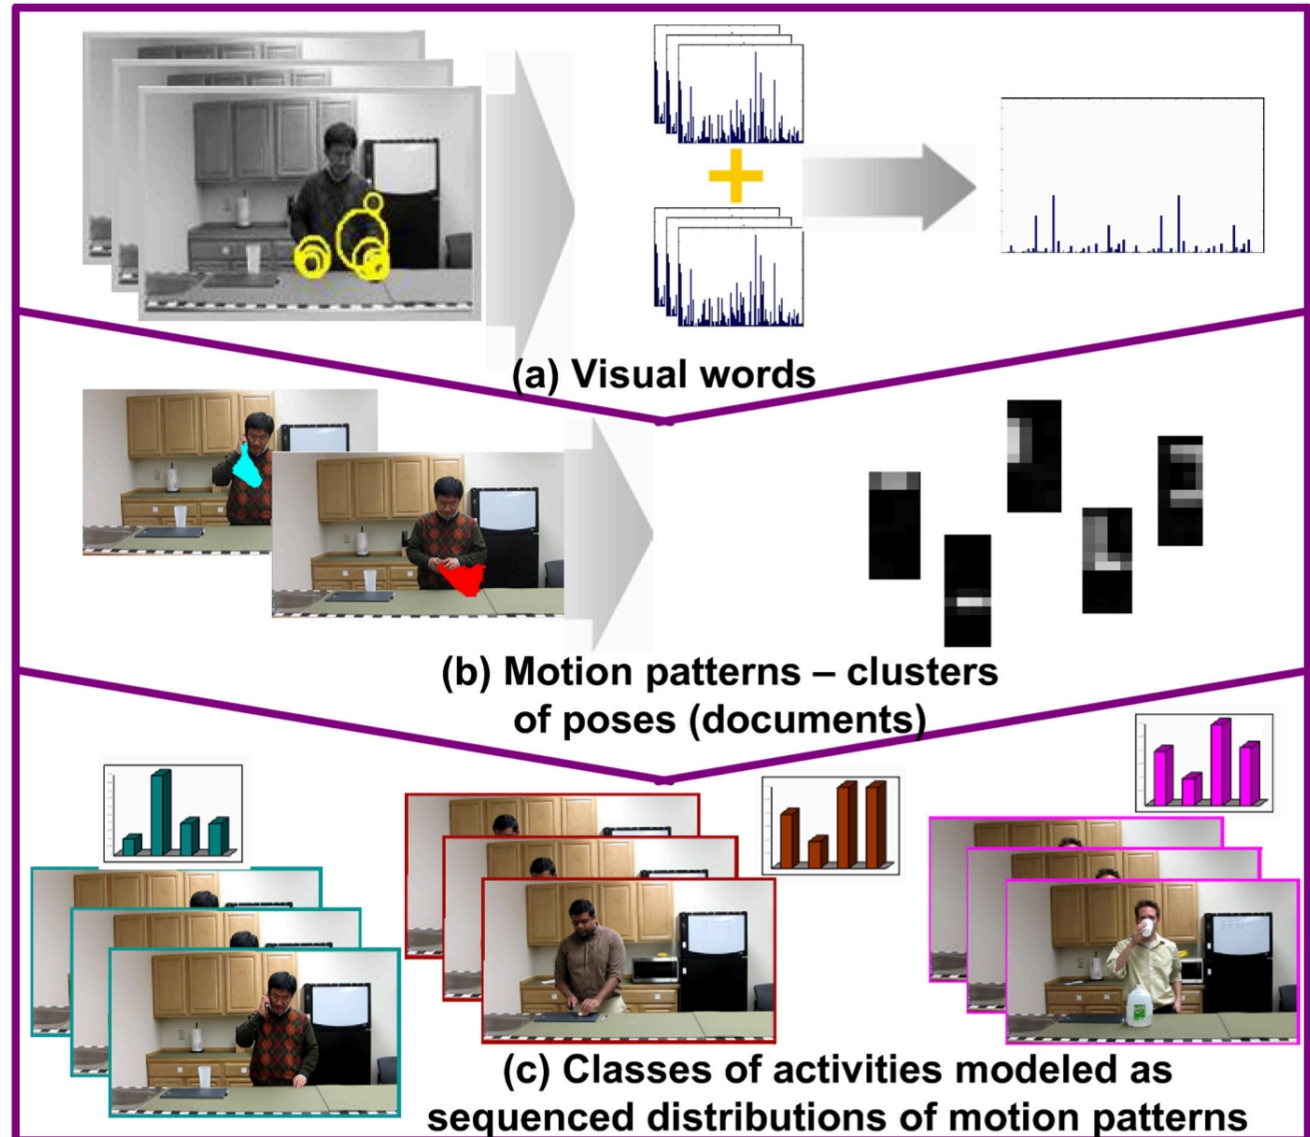 (a) Visual words
(b) Motion patterns – clusters
of poses (documents)
(c) Classes of activities modeled as
sequenced distributions of motion patterns